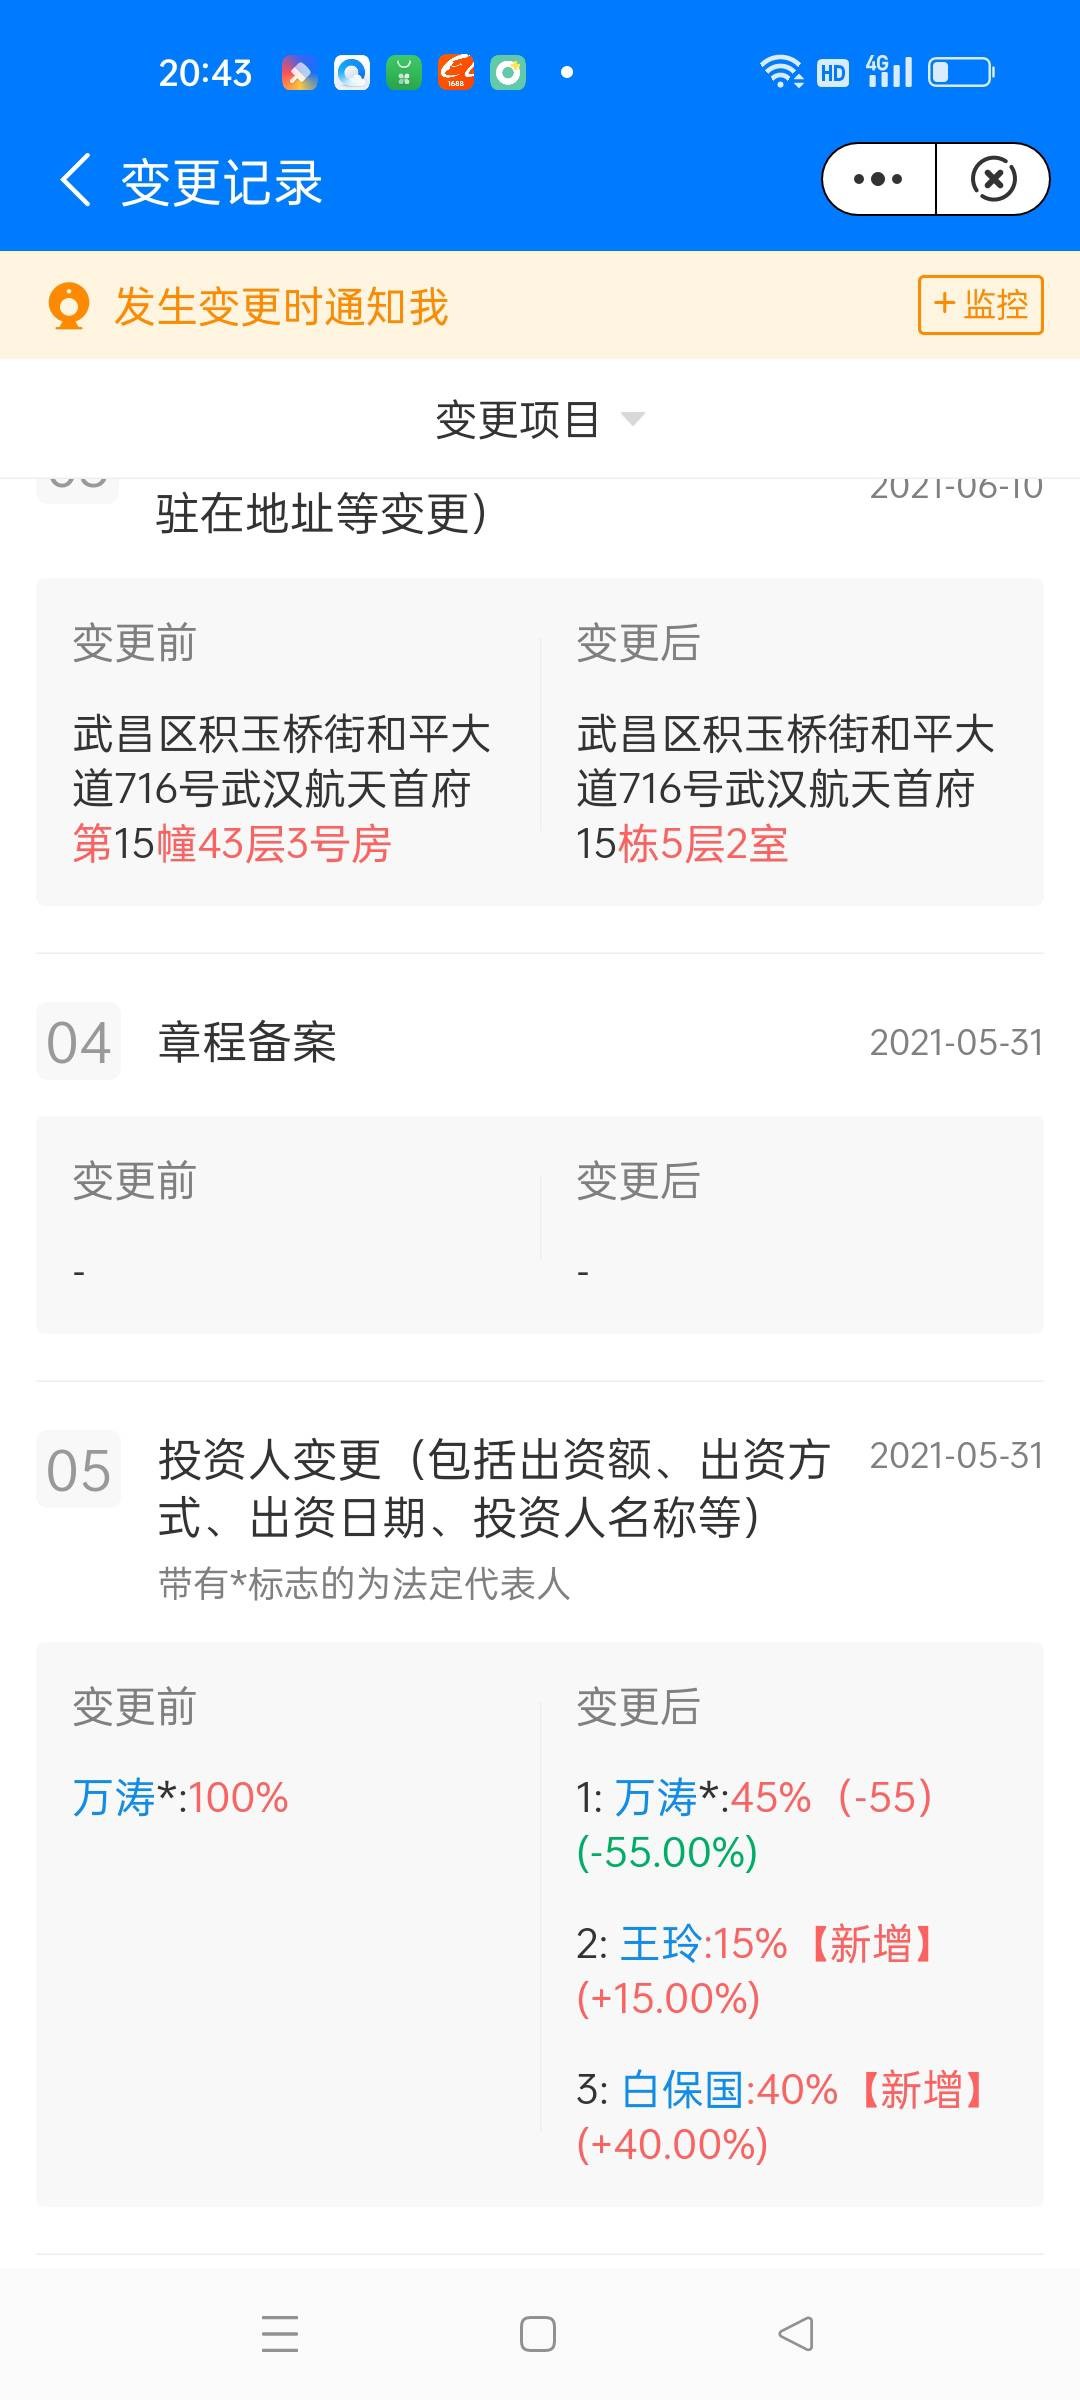 20:43
1688
HD
4G
变更记录
发生变更时通知我
+ 监控
变更项目
2021-06-10
驻在地址等变更）
变更前
变更后
武昌区积玉桥街和平大
道716号武汉航天首府
第15幢43层3号房
武昌区积玉桥街和平大
道716号武汉航天首府
15栋5层2室
04
章程备案
2021-05-31
变更前
变更后
-
-
05
投资人变更（包括出资额、出资方
式、出资日期、投资人名称等）
2021-05-31
带有*标志的为法定代表人
变更前
变更后
万涛*:100%
1: 万涛*:45%（-55）
(-55.00%)
2: 王玲:15%【新增】
(+15.00%)
3: 白保国:40%【新增】
(+40.00%)